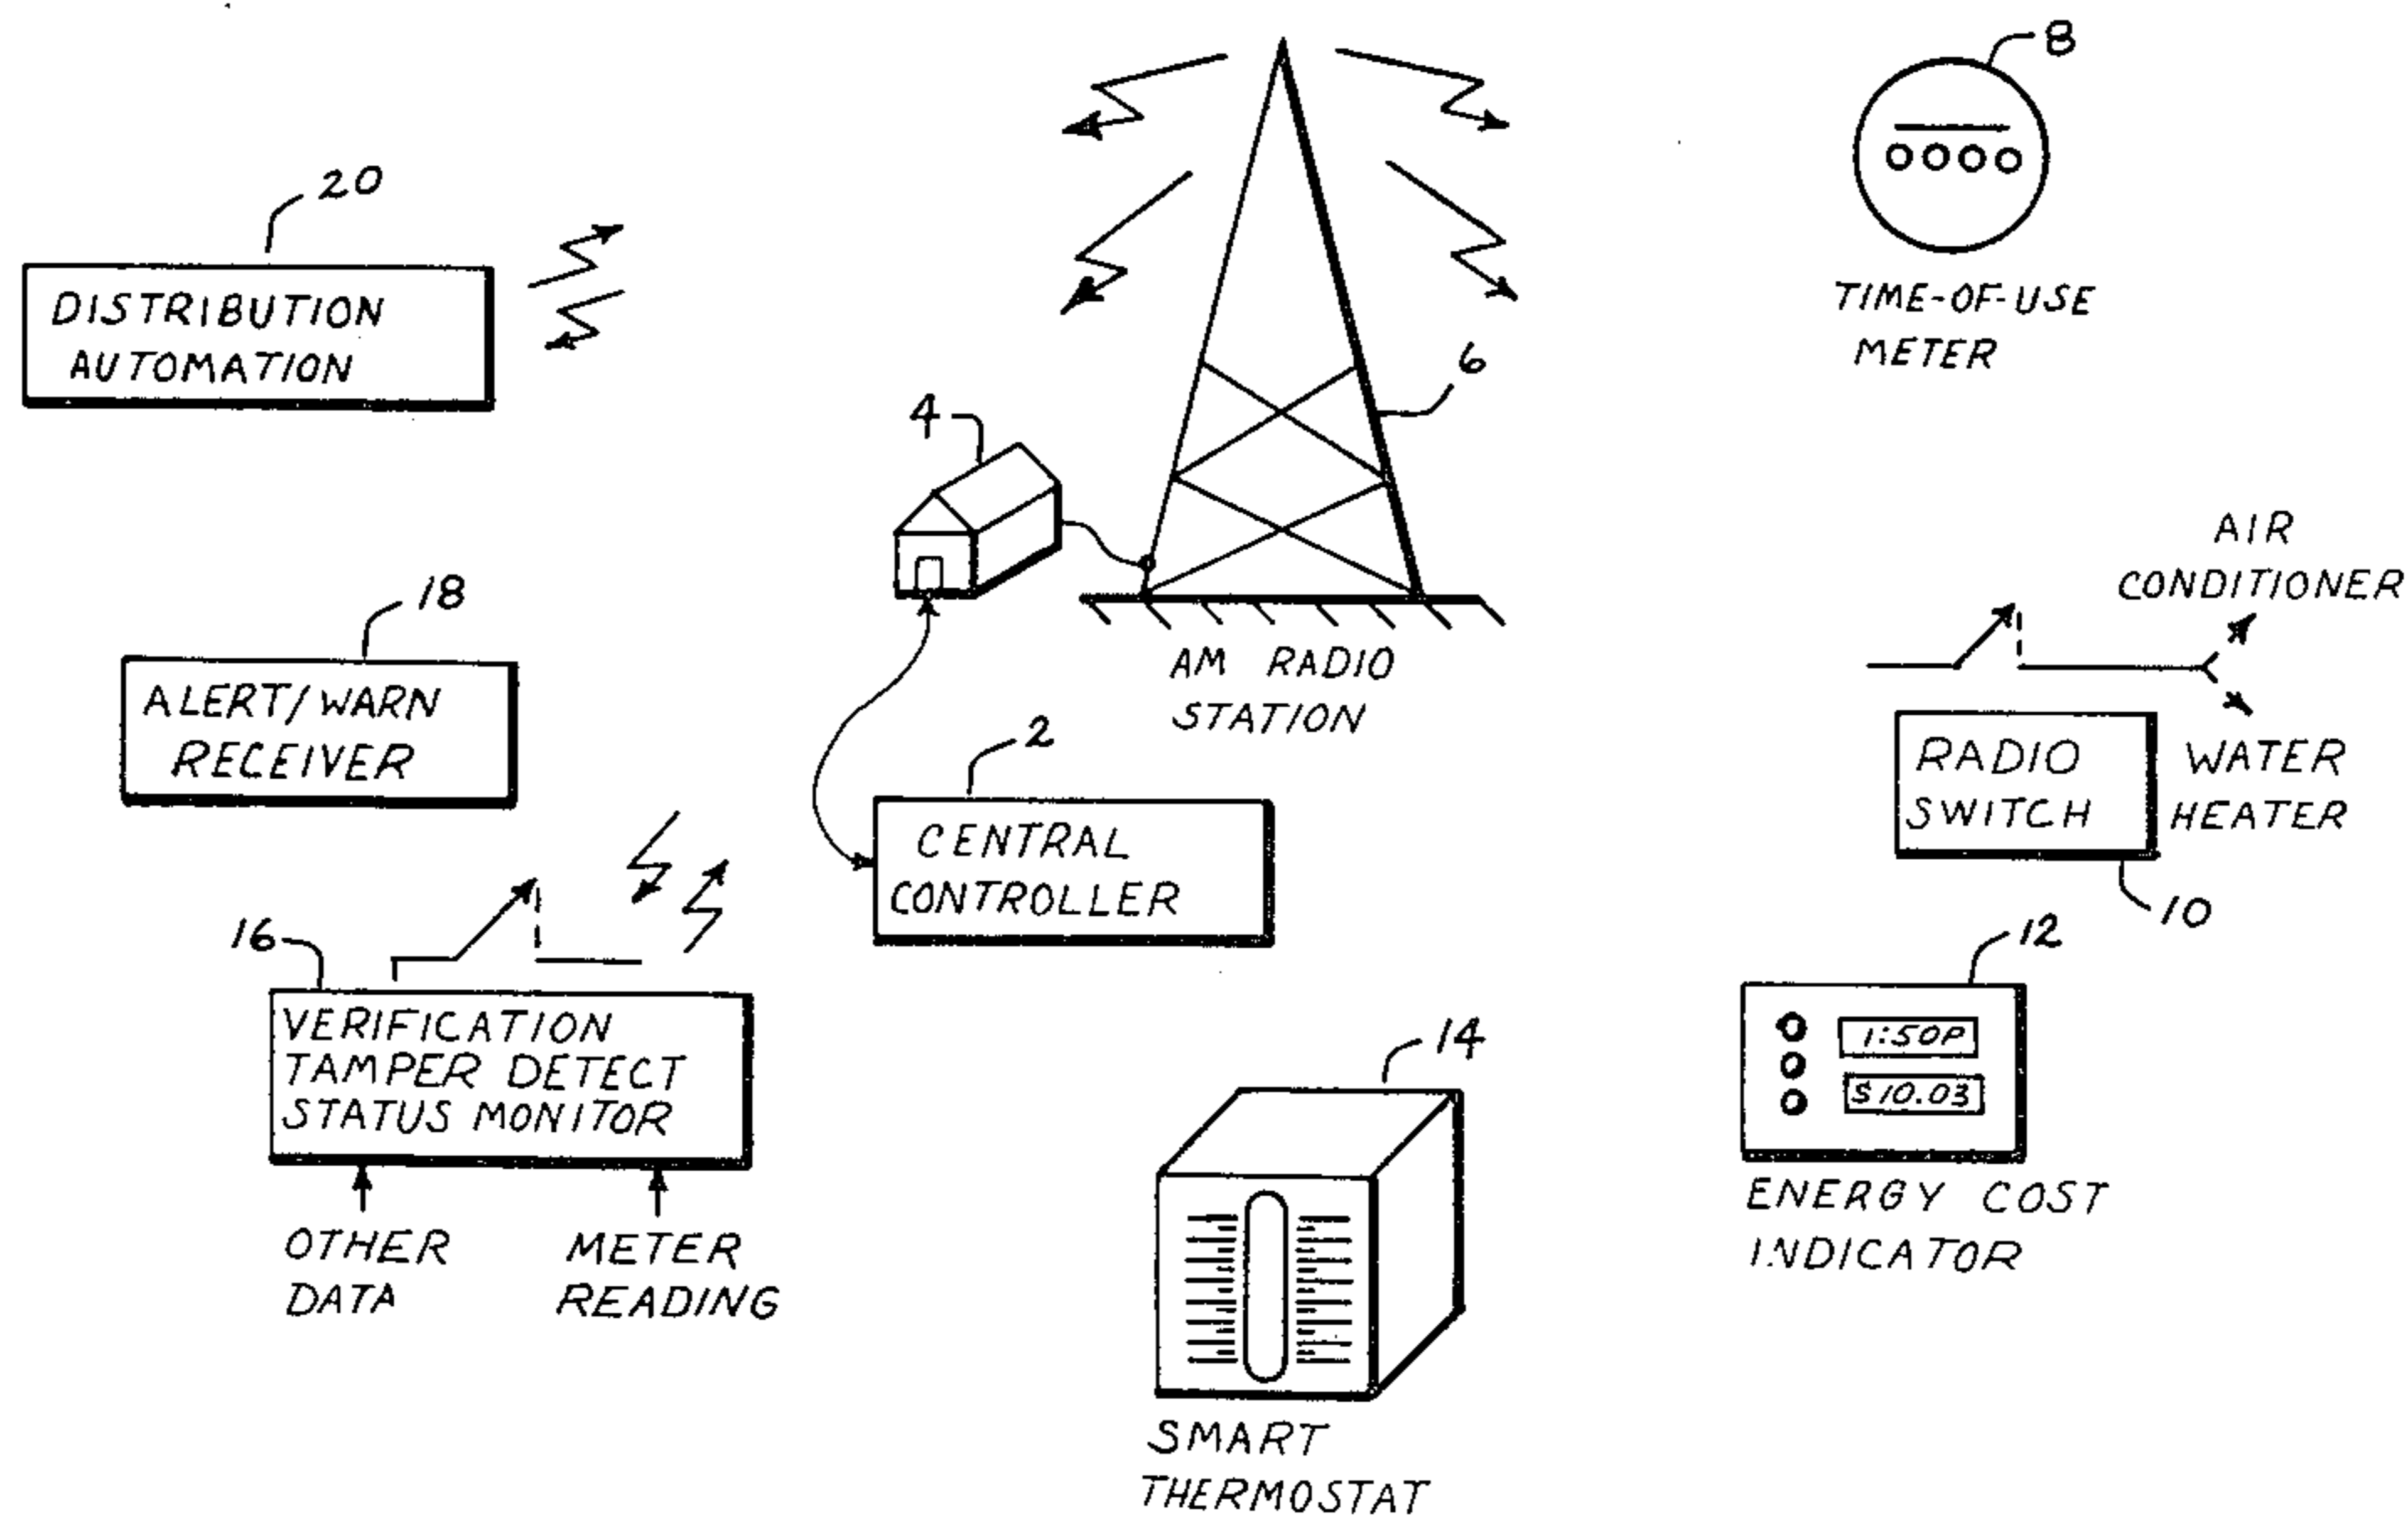 8
TIME-OF-USE
METER
20
DISTRIBUTION
AUTOMATION
6
4
AM RADIO
STATION
AIR
CONDITIONER
RADIO
SWITCH
WATER
HEATER
10
18
ALERT/WARN
RECEIVER
2
CENTRAL
CONTROLLER
16
VERIFICATION
TAMPER DETECT
STATUS MONITOR
OTHER
DATA
METER
READING
12
1:50P
$10.03
ENERGY COST
INDICATOR
14
SMART
THERMOSTAT